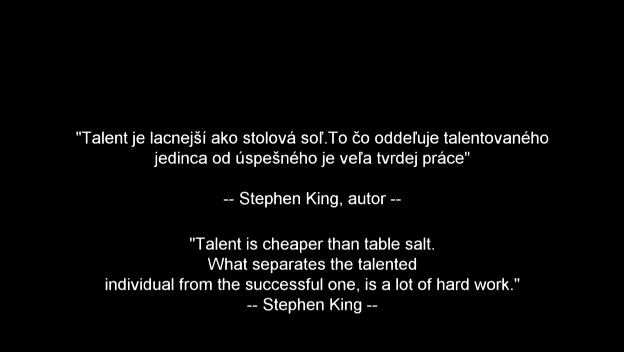 "Talent je lacnejší ako stolová soľ.To čo oddeľuje talentovaného
jedinca od úspešného je veľa tvrdej práce"
-- Stephen King, autor --
"Talent is cheaper than table salt.
What separates the talented
individual from the successful one, is a lot of hard work."
-- Stephen King --